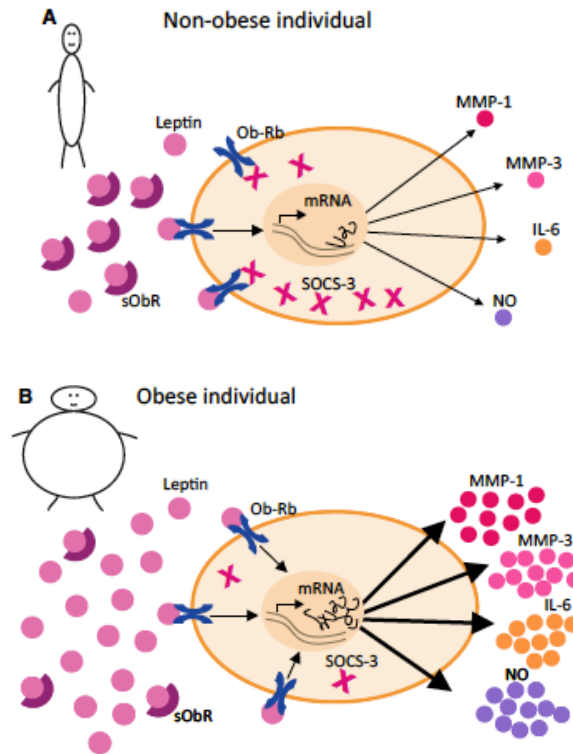 A
Non-obese individual
MMP-1
Leptin
Ob-Rb
MMP-3
mRNA
IL-6
SOCS-3
sObR
NO
B
Obese individual
MMP-1
Leptin
Ob-Rb
MMP-3
mRNA
IL-6
SOCS-3
NO
sObR